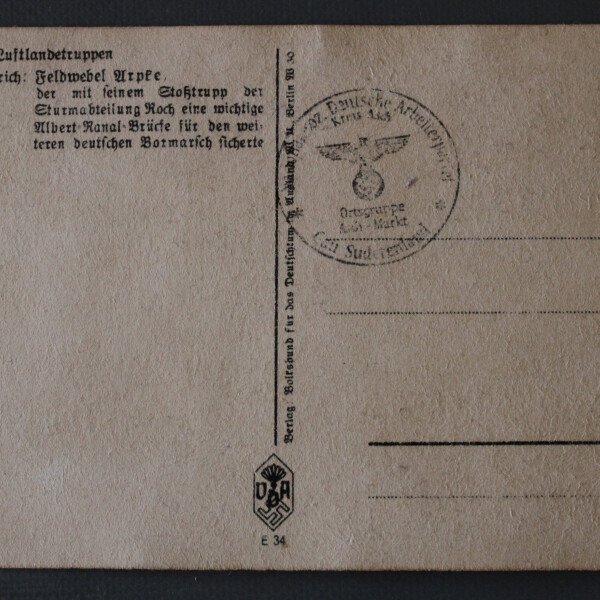 Luftlandetruppen
rich: Feldwebel Arpke,
der mit seinem Stoßtrupp der
Sturmabteilung Koch eine wichtige
Albert-Kanal-Brücke für den wei-
teren deutschen Vormarsch sicherte
Verlag: Volksbund für das Deutschtum Ausland Berlin W 30
Deutsche Arbeiterpartei
Kreis Asch
Ortsgruppe
Asch - Markt
Gau Sudetenland
VDA
E 34